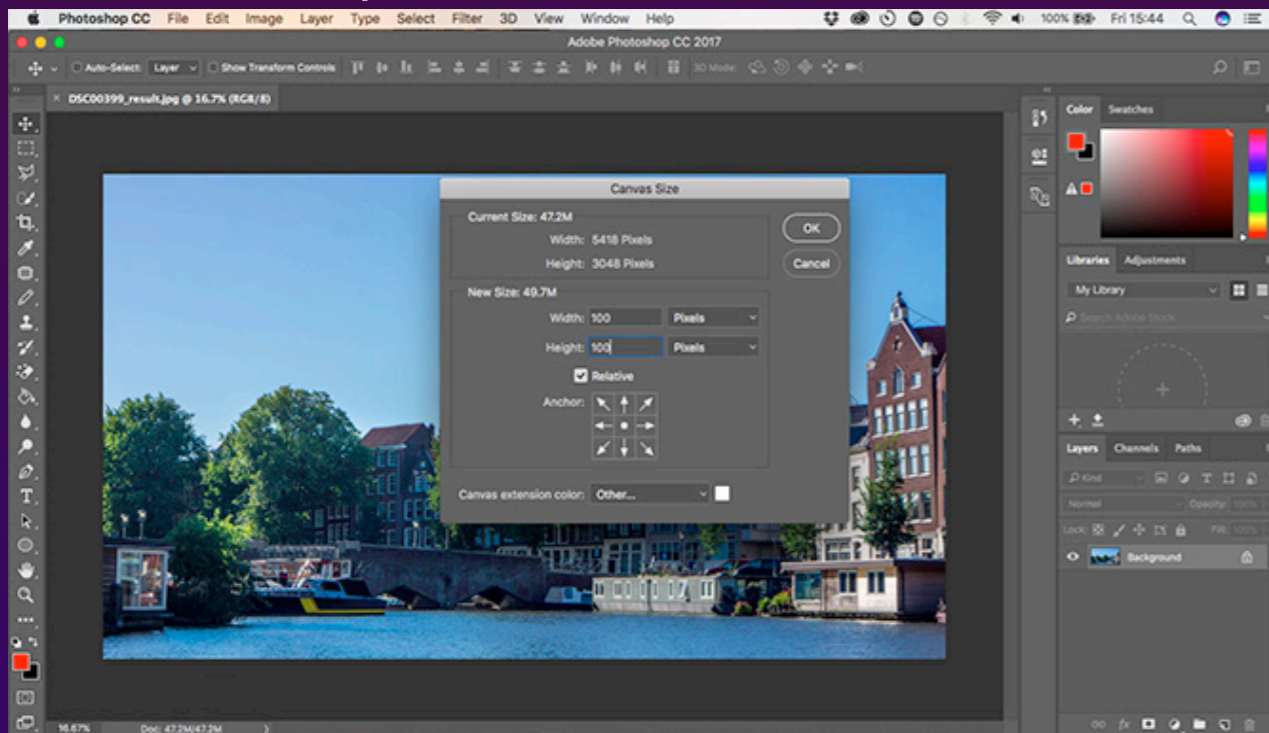 Photoshop CC File Edit Image Layer Type Select Filter 3D View Window Help 100% Fri 15:44
Adobe Photoshop CC 2017
Auto-Select: Layer Show Transform Controls 3D Mode:
× DSC00399_result.jpg @ 16.7% (RGB/8)
Color Swatches
Canvas Size
Current Size: 47.2M
Width: 5418 Pixels
Height: 3048 Pixels
OK
Cancel
New Size: 49.7M
Width: 100 Pixels
Height: 100 Pixels
Relative
Anchor:
Canvas extension color: Other...
Libraries Adjustments
My Library
Search Adobe Stock
Layers Channels Paths
Kind
Normal Opacity: 100%
Lock: Fill: 100%
Background
16.67% Doc: 47.2M/47.2M